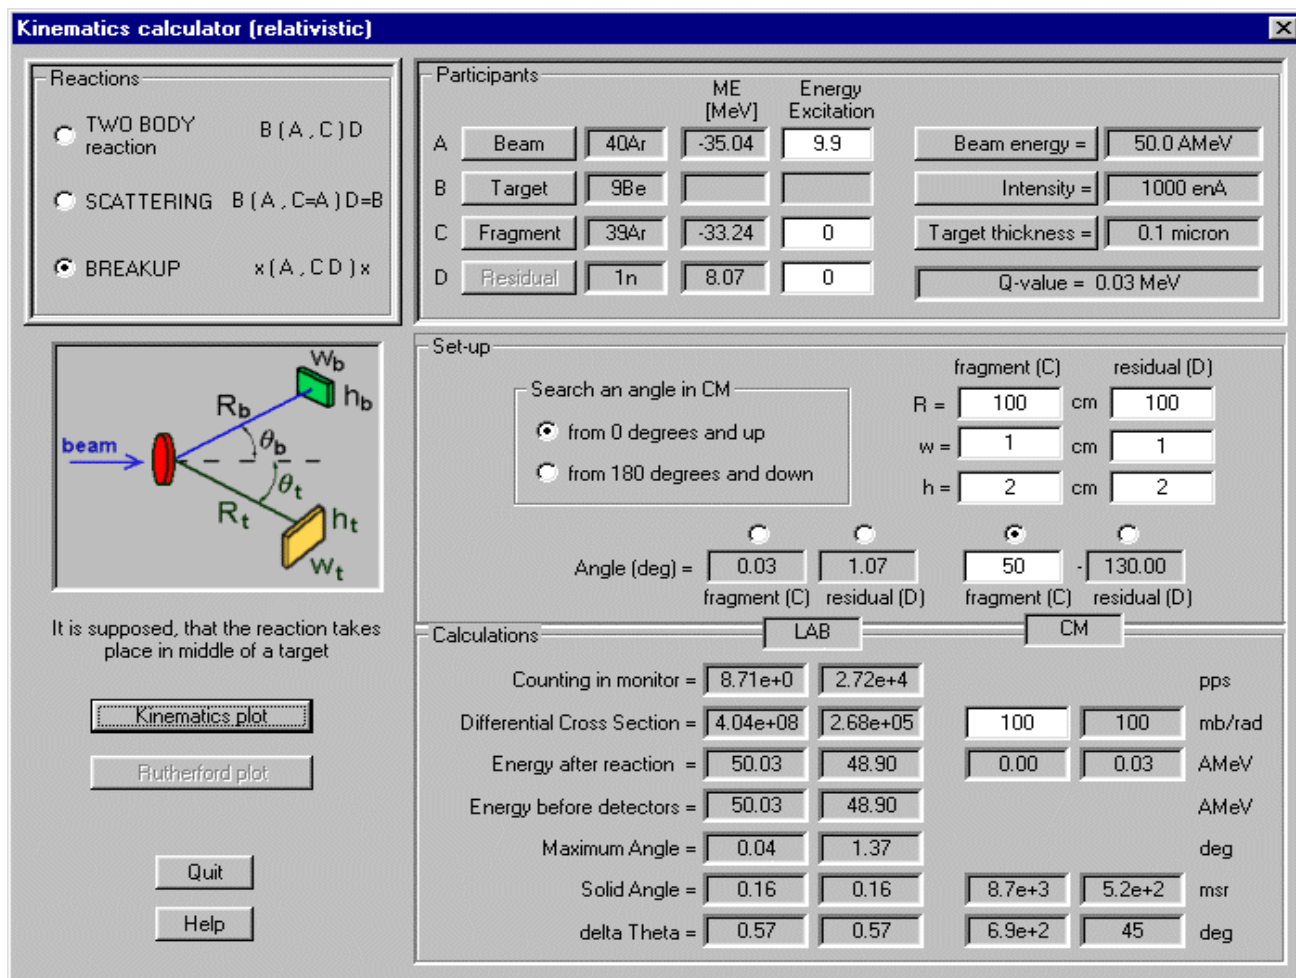 Kinematics calculator (relativistic)
Reactions
TWO BODY reaction B ( A , C ) D
SCATTERING B ( A , C=A ) D=B
BREAKUP x ( A , C D ) x
Participants
ME [MeV] Energy Excitation
A Beam 40Ar -35.04 9.9 Beam energy = 50.0 AMeV
B Target 9Be Intensity = 1000 enA
C Fragment 39Ar -33.24 0 Target thickness = 0.1 micron
D Residual 1n 8.07 0 Q-value = 0.03 MeV
wb
hb
Rb
beam
θb
θt
Rt
ht
wt
It is supposed, that the reaction takes
place in middle of a target
Kinematics plot
Rutherford plot
Quit
Help
Set-up
Search an angle in CM
from 0 degrees and up
from 180 degrees and down
fragment (C) residual (D)
R = 100 cm 100
w = 1 cm 1
h = 2 cm 2
Angle (deg) = 0.03 1.07 50 - 130.00
fragment (C) residual (D) fragment (C) residual (D)
LAB CM
Calculations
Counting in monitor = 8.71e+0 2.72e+4 pps
Differential Cross Section = 4.04e+08 2.68e+05 100 100 mb/rad
Energy after reaction = 50.03 48.90 0.00 0.03 AMeV
Energy before detectors = 50.03 48.90 AMeV
Maximum Angle = 0.04 1.37 deg
Solid Angle = 0.16 0.16 8.7e+3 5.2e+2 msr
delta Theta = 0.57 0.57 6.9e+2 45 deg